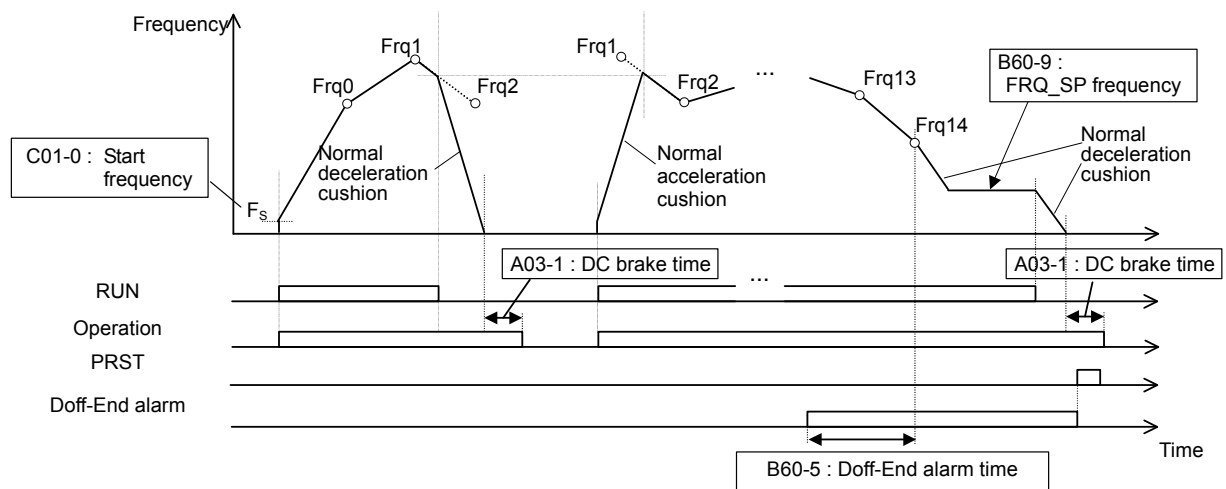 Frequency
Frq1
Frq1
Frq0
Frq2
Frq2
...
Frq13
B60-9 :
FRQ_SP frequency
Frq14
C01-0 : Start
frequency
Normal
deceleration
cushion
Normal
acceleration
cushion
Normal
deceleration
cushion
FS
A03-1 : DC brake time
A03-1 : DC brake time
RUN
...
Operation
PRST
Doff-End alarm
Time
B60-5 : Doff-End alarm time